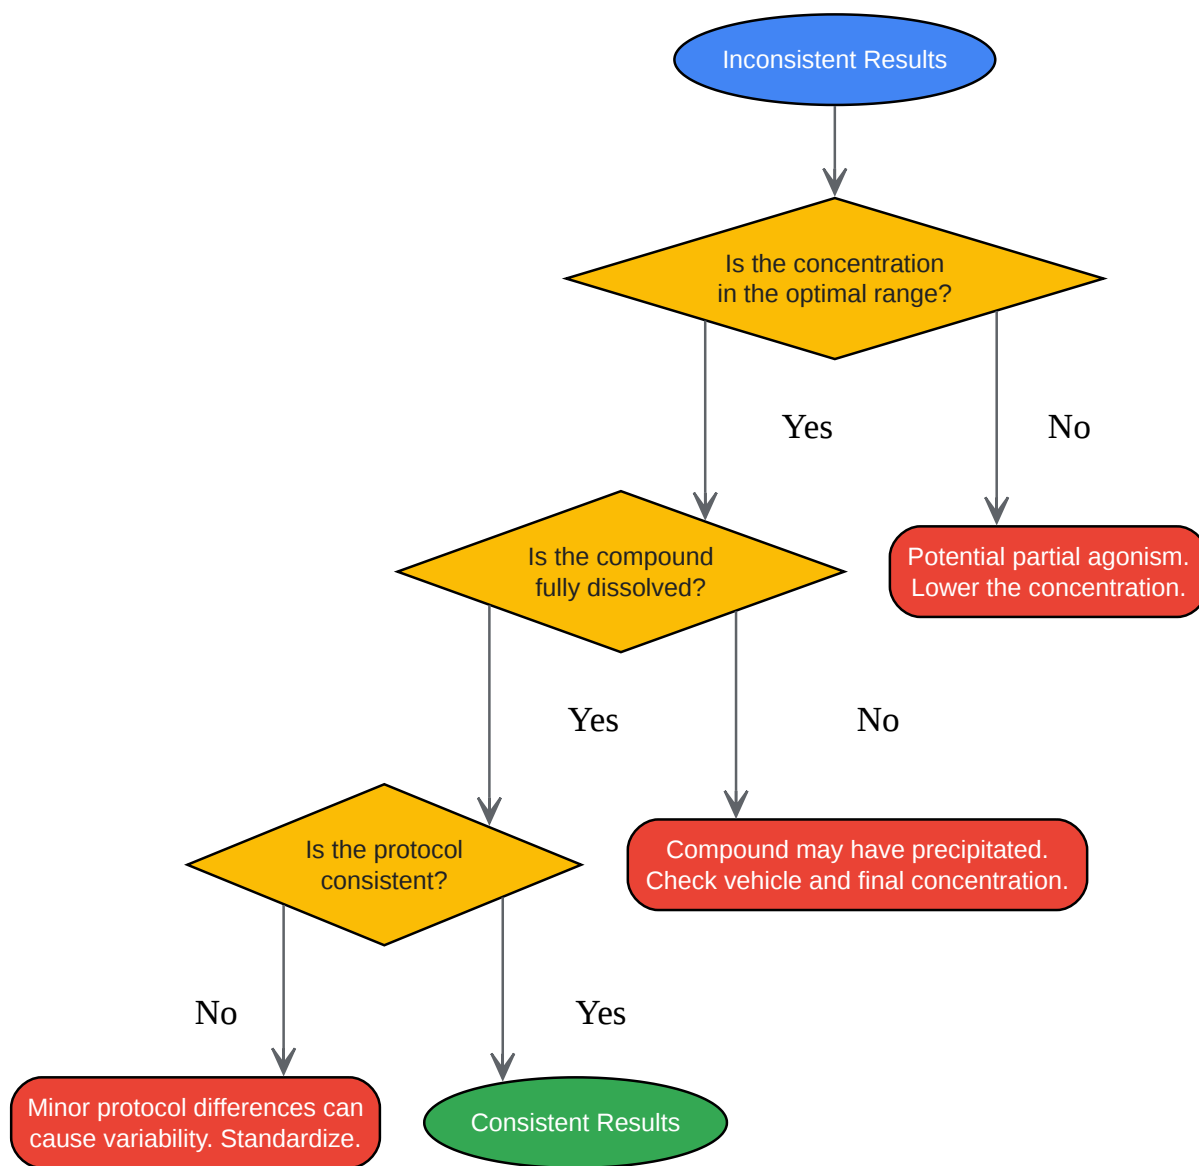 Inconsistent Results
Is the concentration
in the optimal range?
Yes
No
Is the compound
fully dissolved?
Potential partial agonism.
Lower the concentration.
Yes
No
Is the protocol
consistent?
Compound may have precipitated.
Check vehicle and final concentration.
No
Yes
Minor protocol differences can
cause variability. Standardize.
Consistent Results